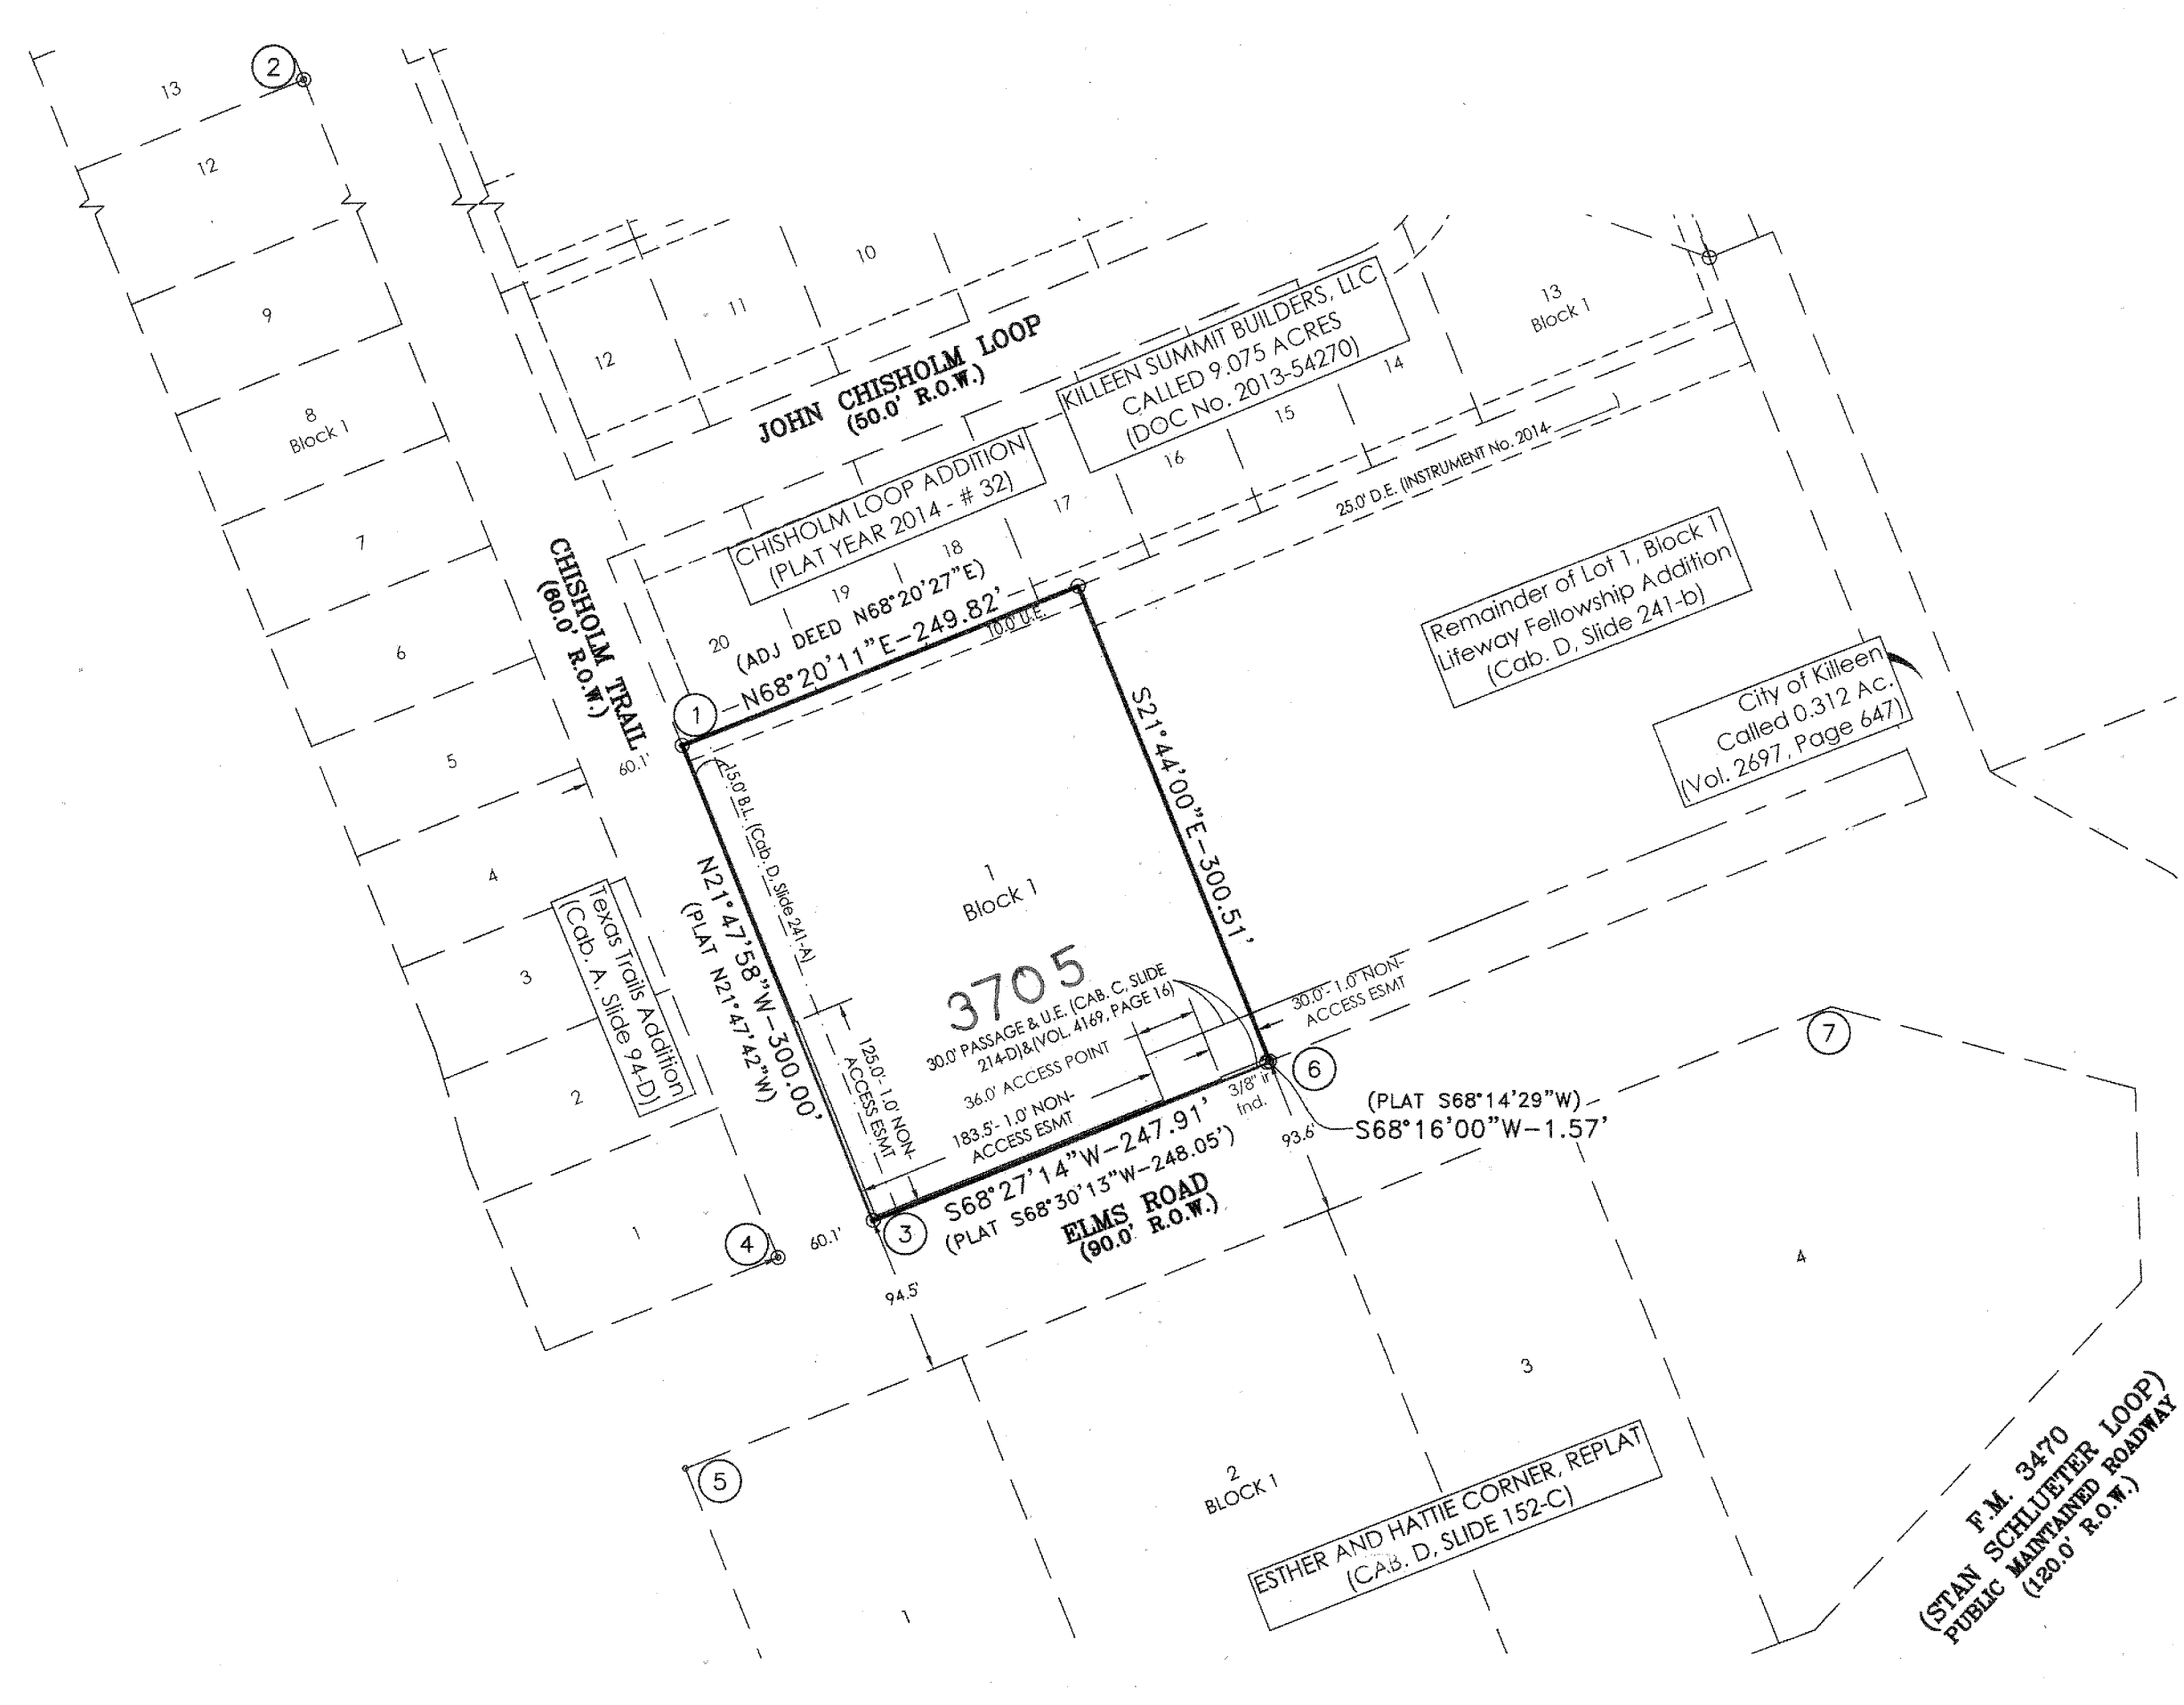 2
13
12
9
8
Block 1
7
6
5
4
3
2
1
10
11
12
JOHN CHISHOLM LOOP
(50.0' R.O.W.)
KILLEEN SUMMIT BUILDERS, LLC
CALLED 9.075 ACRES
(DOC No. 2013-54270)
13
Block 1
14
15
16
17
18
19
20
CHISHOLM LOOP ADDITION
(PLAT YEAR 2014 - # 32)
25.0' D.E. (INSTRUMENT No. 2014-          )
CHISHOLM TRAIL
(60.0' R.O.W.)
(ADJ DEED N68°20'27"E)
N68°20'11"E-249.82'
10.0' U.E.
1
60.1'
15.0' B.L. (Cab. D, Slide 241-A)
S21°44'00"E-300.51'
N21°47'58"W-300.00'
(PLAT N21°47'42"W)
1
Block 1
3705
30.0' PASSAGE & U.E. (CAB. C, SLIDE
214-D)&(VOL. 4169, PAGE 16)
36.0' ACCESS POINT
183.5'- 1.0' NON-
ACCESS ESMT
125.0'- 1.0' NON-
ACCESS ESMT
30.0'- 1.0' NON-
ACCESS ESMT
Remainder of Lot 1, Block 1
Lifeway Fellowship Addition
(Cab. D, Slide 241-b)
City of Killeen
Called 0.312 Ac.
(Vol. 2697, Page 647)
Texas Trails Addition
(Cab. A, Slide 94-D)
3/8" ir
fnd.
6
7
(PLAT S68°14'29"W)
S68°16'00"W-1.57'
93.6'
S68°27'14"W-247.91'
(PLAT S68°30'13"W-248.05')
ELMS ROAD
(90.0' R.O.W.)
3
4
60.1'
94.5'
5
1
2
BLOCK 1
3
4
ESTHER AND HATTIE CORNER, REPLAT
(CAB. D, SLIDE 152-C)
F.M. 3470
(STAN SCHLUETER LOOP)
PUBLIC MAINTAINED ROADWAY
(120.0' R.O.W.)